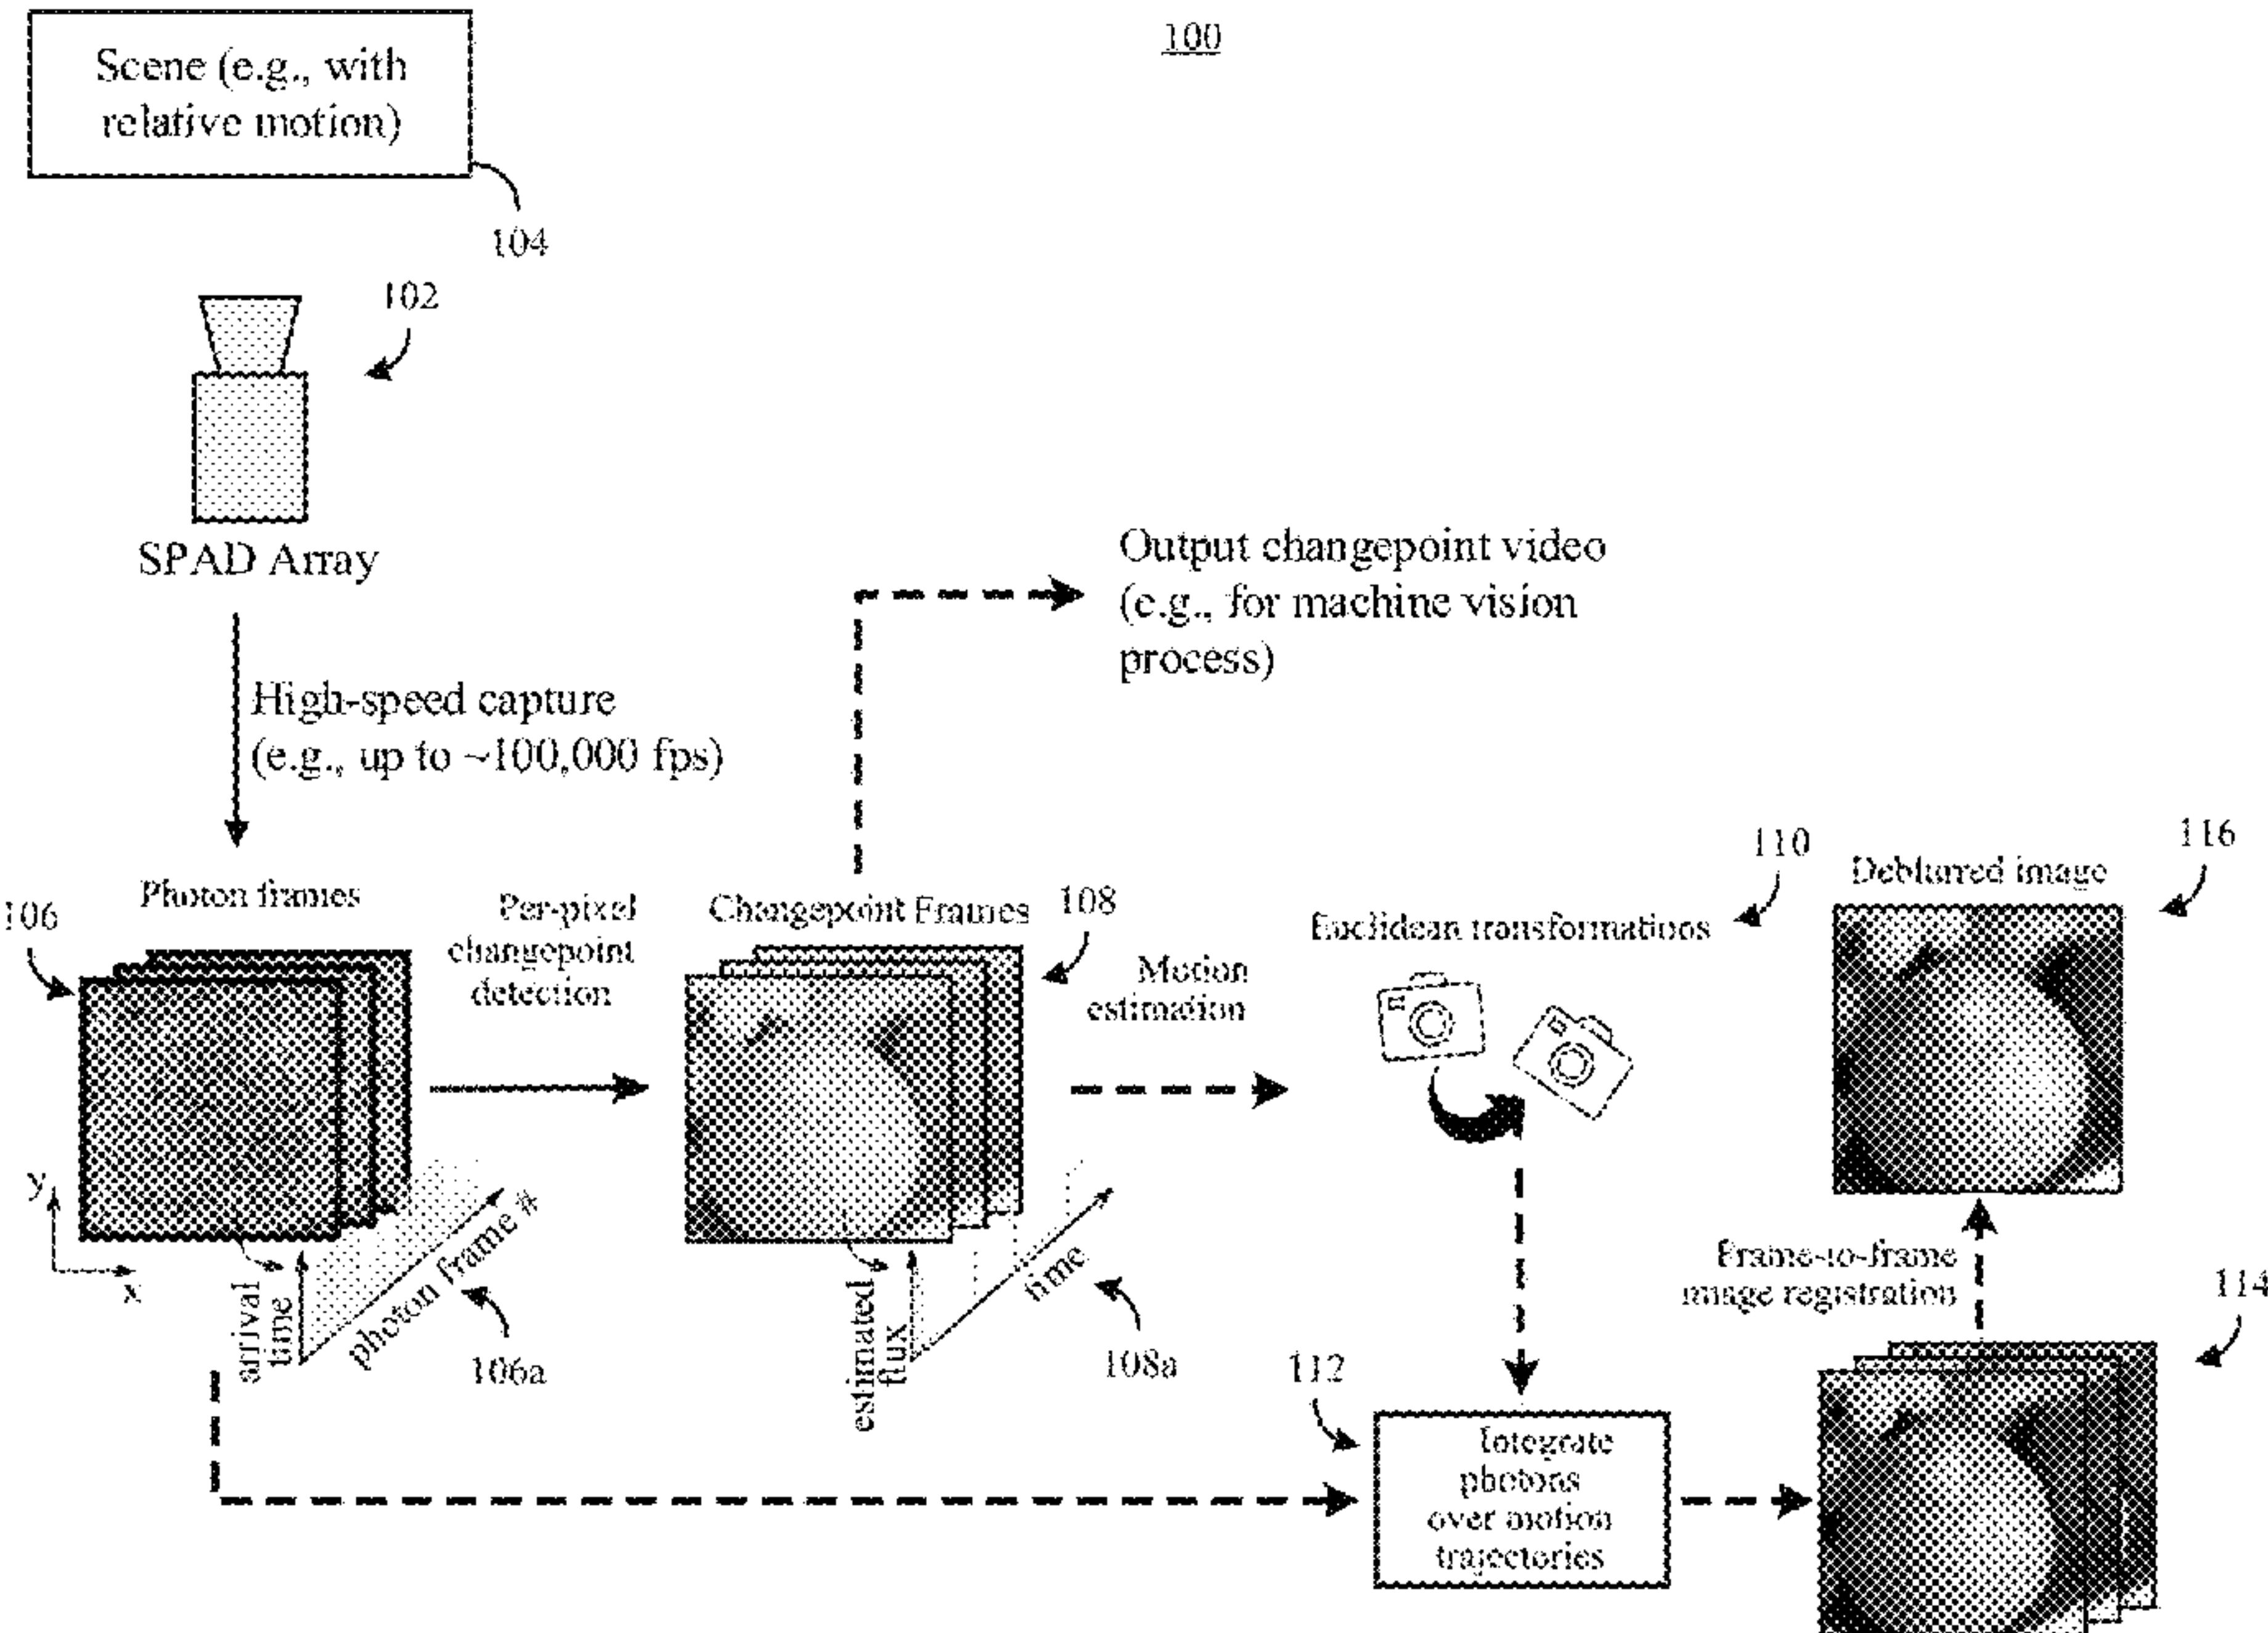 100
Scene (e.g., with
relative motion)
104
102
SPAD Array
Output changepoint video
(e.g., for machine vision
process)
High-speed capture
(e.g., up to ~100,000 fps)
106
Photon frames
Per-pixel
changepoint
detection
Changepoint Frames
108
Motion
estimation
Euclidean transformations
110
Deblurred image
116
y
x
arrival
time
photon frame #
106a
estimated
flux
time
108a
Frame-to-frame
image registration
114
112
Integrate
photons
over motion
trajectories